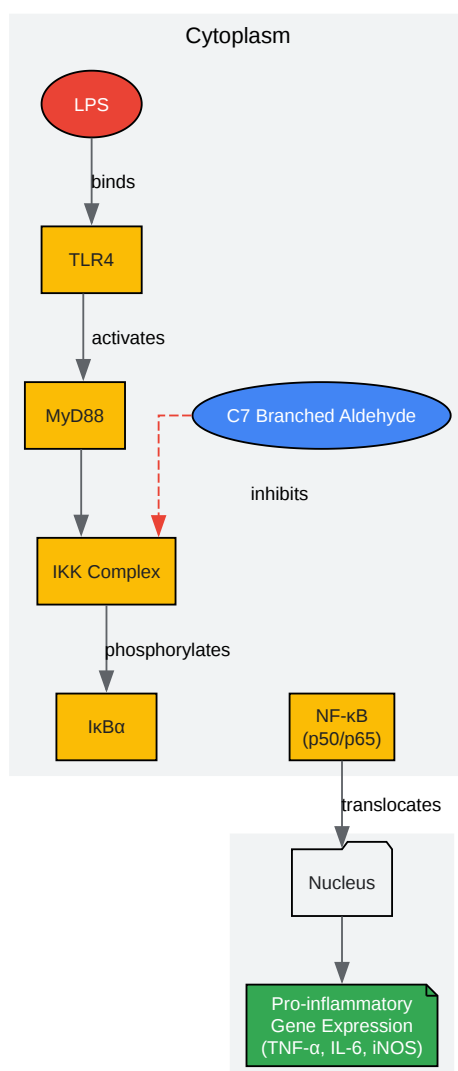 Cytoplasm
LPS
binds
TLR4
activates
MyD88
C7 Branched Aldehyde
inhibits
IKK Complex
phosphorylates
IκBα
NF-κB
(p50/p65)
translocates
Nucleus
Pro-inflammatory
Gene Expression
(TNF-α, IL-6, iNOS)